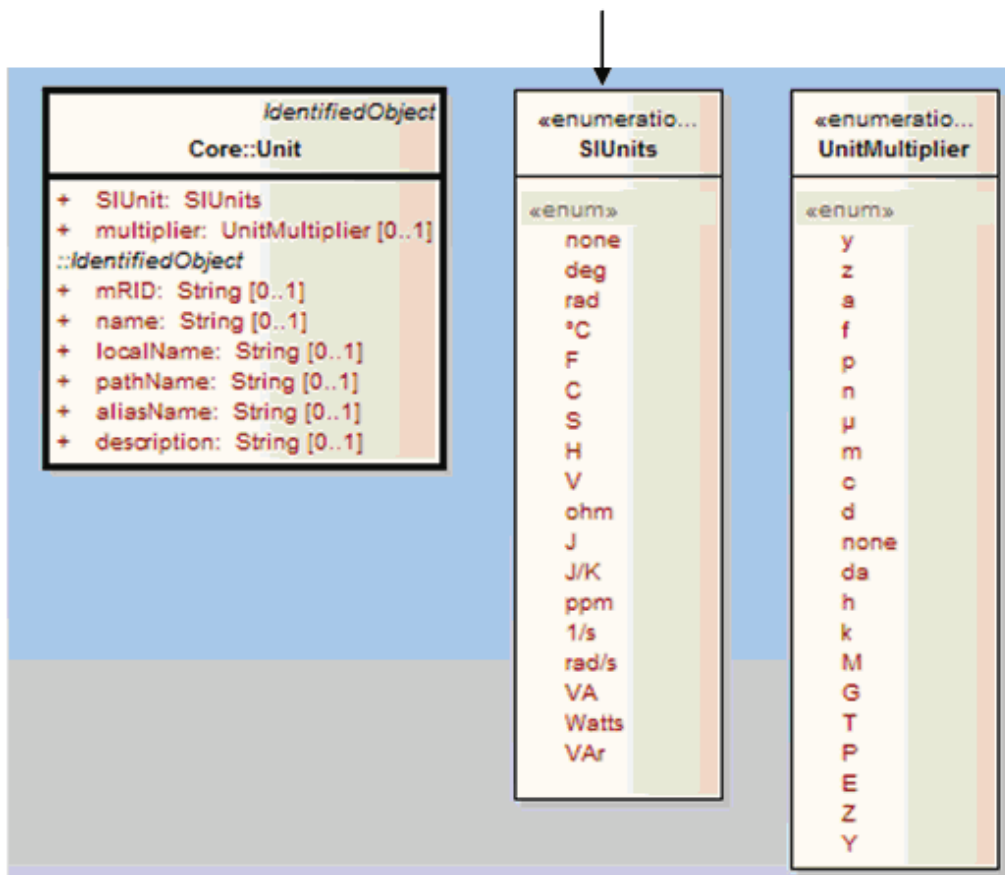 IdentifiedObject
Core::Unit
+ SIUnit: SIUnits
+ multiplier: UnitMultiplier [0..1]
::IdentifiedObject
+ mRID: String [0..1]
+ name: String [0..1]
+ localName: String [0..1]
+ pathName: String [0..1]
+ aliasName: String [0..1]
+ description: String [0..1]
«enumeratio...
SIUnits
«enum»
none
deg
rad
°C
F
C
S
H
V
ohm
J
J/K
ppm
1/s
rad/s
VA
Watts
VAr
«enumeratio...
UnitMultiplier
«enum»
y
z
a
f
p
n
µ
m
c
d
none
da
h
k
M
G
T
P
E
Z
Y